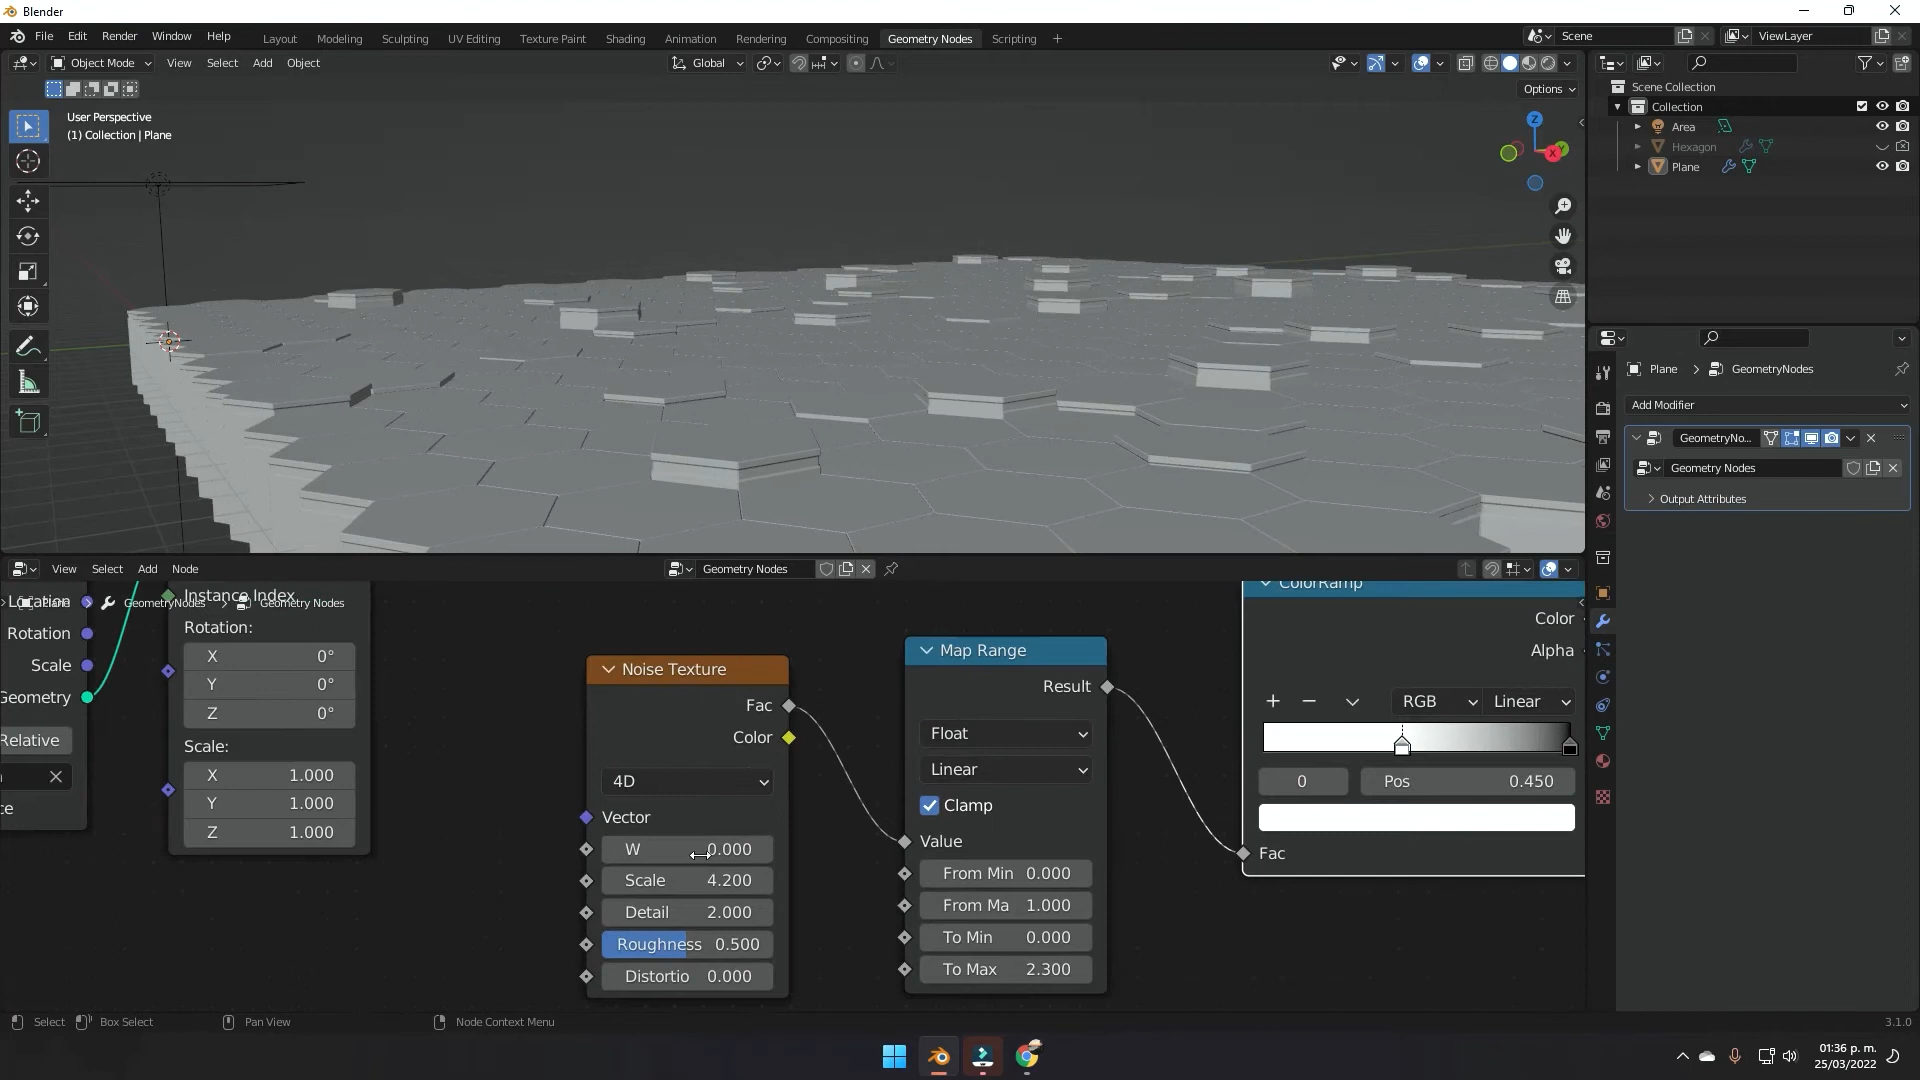 Blender
File Edit Render Window Help
Layout Modeling Sculpting UV Editing Texture Paint Shading Animation Rendering Compositing Geometry Nodes Scripting +
Scene
ViewLayer
Object Mode View Select Add Object
Global
Options
User Perspective
(1) Collection | Plane
Z
Y
X
Scene Collection
Collection
Area
Hexagon
Plane
Plane > GeometryNodes
Add Modifier
GeometryNo...
Geometry Nodes
Output Attributes
View Select Add Node
Geometry Nodes
Plane > GeometryNodes > Geometry Nodes
Location
Rotation
Scale
Geometry
Relative
ce
Instance Index
Rotation:
X 0°
Y 0°
Z 0°
Scale:
X 1.000
Y 1.000
Z 1.000
Noise Texture
Fac
Color
4D
Vector
W 0.000
Scale 4.200
Detail 2.000
Roughness 0.500
Distortio 0.000
Map Range
Result
Float
Linear
Clamp
Value
From Min 0.000
From Ma 1.000
To Min 0.000
To Max 2.300
ColorRamp
Color
Alpha
RGB Linear
0 Pos 0.450
Fac
Select Box Select Pan View Node Context Menu
3.1.0
01:36 p. m.
25/03/2022